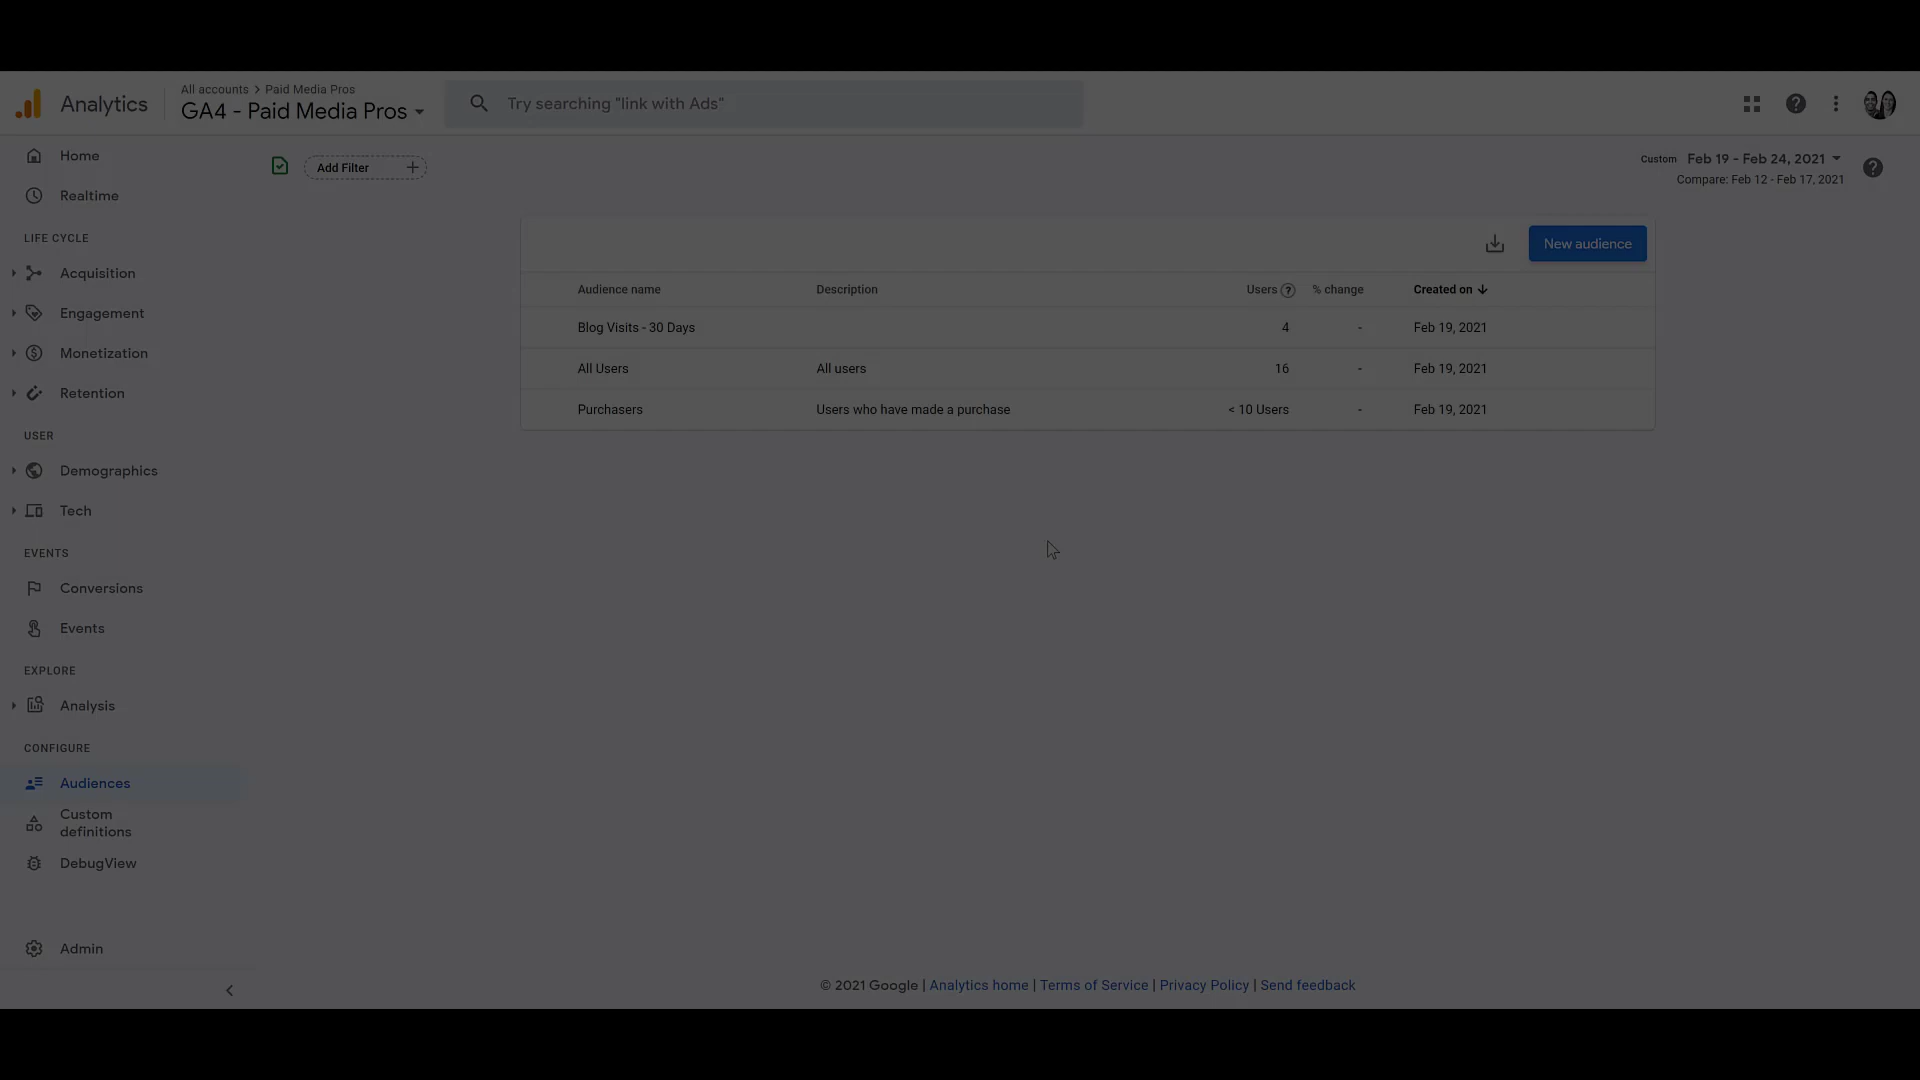 Analytics
All accounts > Paid Media Pros
GA4 - Paid Media Pros
Try searching "link with Ads"
Home
Realtime
LIFE CYCLE
Acquisition
Engagement
Monetization
Retention
USER
Demographics
Tech
EVENTS
Conversions
Events
EXPLORE
Analysis
CONFIGURE
Audiences
Custom
definitions
DebugView
Admin
Add Filter
Custom Feb 19 - Feb 24, 2021
Compare: Feb 12 - Feb 17, 2021
New audience
Audience name Description Users % change Created on
Blog Visits - 30 Days 4 - Feb 19, 2021
All Users All users 16 - Feb 19, 2021
Purchasers Users who have made a purchase < 10 Users - Feb 19, 2021
© 2021 Google | Analytics home | Terms of Service | Privacy Policy | Send feedback